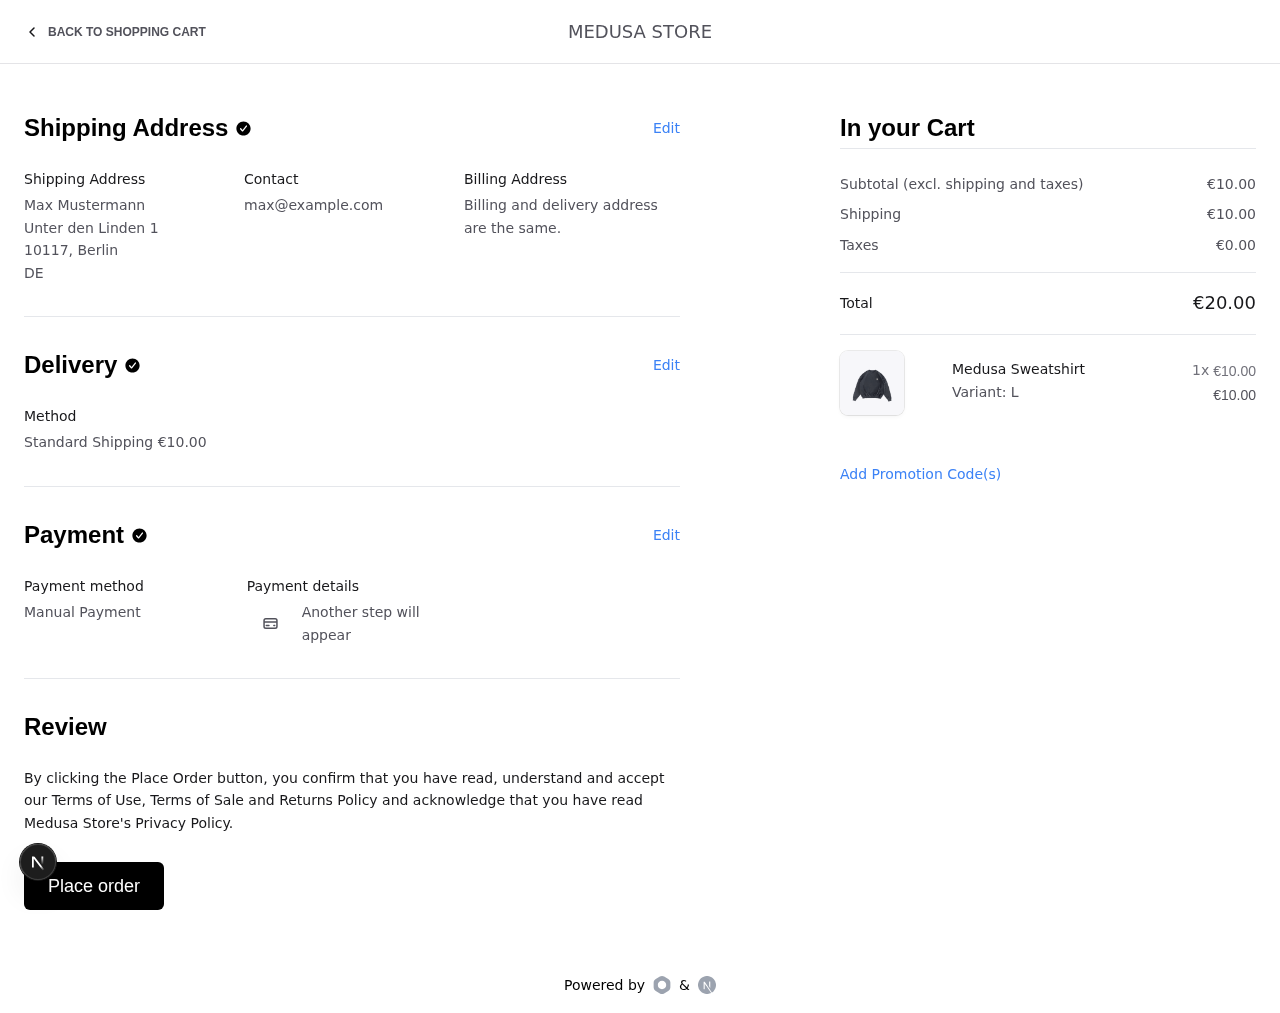 BACK TO SHOPPING CART
MEDUSA STORE
Shipping Address
Edit
Shipping Address
Max Mustermann
Unter den Linden 1
10117, Berlin
DE
Contact
max@example.com
Billing Address
Billing and delivery address
are the same.
Delivery
Edit
Method
Standard Shipping €10.00
Payment
Edit
Payment method
Manual Payment
Payment details
Another step will
appear
Review
By clicking the Place Order button, you confirm that you have read, understand and accept
our Terms of Use, Terms of Sale and Returns Policy and acknowledge that you have read
Medusa Store's Privacy Policy.
N
Place order
In your Cart
Subtotal (excl. shipping and taxes) €10.00
Shipping €10.00
Taxes €0.00
Total €20.00
Medusa Sweatshirt 1x €10.00
Variant: L €10.00
Add Promotion Code(s)
Powered by & N